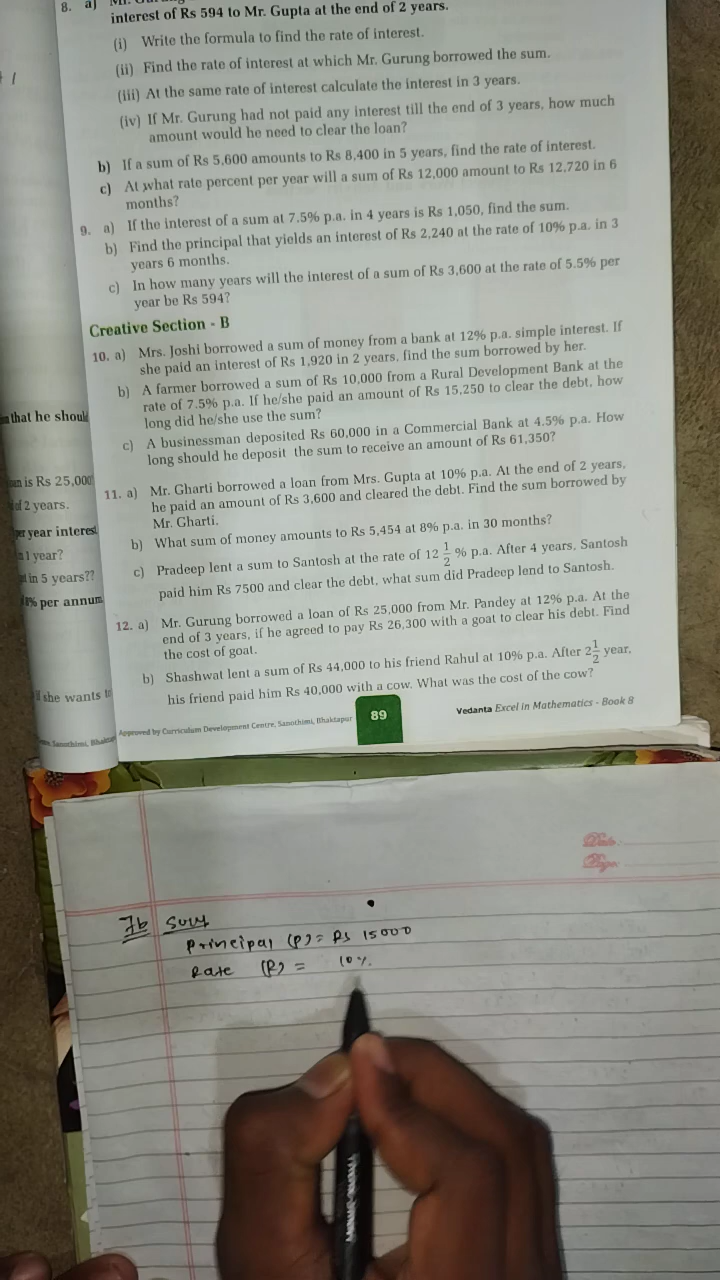 8. a)
interest of Rs 594 to Mr. Gupta at the end of 2 years.
(i) Write the formula to find the rate of interest.
(ii) Find the rate of interest at which Mr. Gurung borrowed the sum.
(iii) At the same rate of interest calculate the interest in 3 years.
(iv) If Mr. Gurung had not paid any interest till the end of 3 years, how much
amount would he need to clear the loan?
b) If a sum of Rs 5,600 amounts to Rs 8,400 in 5 years, find the rate of interest.
c) At what rate percent per year will a sum of Rs 12,000 amount to Rs 12,720 in 6
months?
9. a) If the interest of a sum at 7.5% p.a. in 4 years is Rs 1,050, find the sum.
b) Find the principal that yields an interest of Rs 2,240 at the rate of 10% p.a. in 3
years 6 months.
c) In how many years will the interest of a sum of Rs 3,600 at the rate of 5.5% per
year be Rs 594?
Creative Section - B
10. a) Mrs. Joshi borrowed a sum of money from a bank at 12% p.a. simple interest. If
she paid an interest of Rs 1,920 in 2 years, find the sum borrowed by her.
b) A farmer borrowed a sum of Rs 10,000 from a Rural Development Bank at the
rate of 7.5% p.a. If he/she paid an amount of Rs 15,250 to clear the debt, how
long did he/she use the sum?
c) A businessman deposited Rs 60,000 in a Commercial Bank at 4.5% p.a. How
long should he deposit the sum to receive an amount of Rs 61,350?
11. a) Mr. Gharti borrowed a loan from Mrs. Gupta at 10% p.a. At the end of 2 years,
he paid an amount of Rs 3,600 and cleared the debt. Find the sum borrowed by
Mr. Gharti.
b) What sum of money amounts to Rs 5,454 at 8% p.a. in 30 months?
c) Pradeep lent a sum to Santosh at the rate of 12 1/2 % p.a. After 4 years, Santosh
paid him Rs 7500 and clear the debt, what sum did Pradeep lend to Santosh.
12. a) Mr. Gurung borrowed a loan of Rs 25,000 from Mr. Pandey at 12% p.a. At the
end of 3 years, if he agreed to pay Rs 26,300 with a goat to clear his debt. Find
the cost of goat.
b) Shashwat lent a sum of Rs 44,000 to his friend Rahul at 10% p.a. After 2 1/2 year,
his friend paid him Rs 40,000 with a cow. What was the cost of the cow?
Approved by Curriculum Development Centre, Sanothimi, Bhaktapur
89
Vedanta Excel in Mathematics - Book 8
that he should
is Rs 25,000
of 2 years.
per year interest
1 year?
in 5 years??
% per annum
she wants to
Sanothimi,
Date:
Page:
7b Soln
Principal (P) = Rs 15000
Rate (R) = 10%